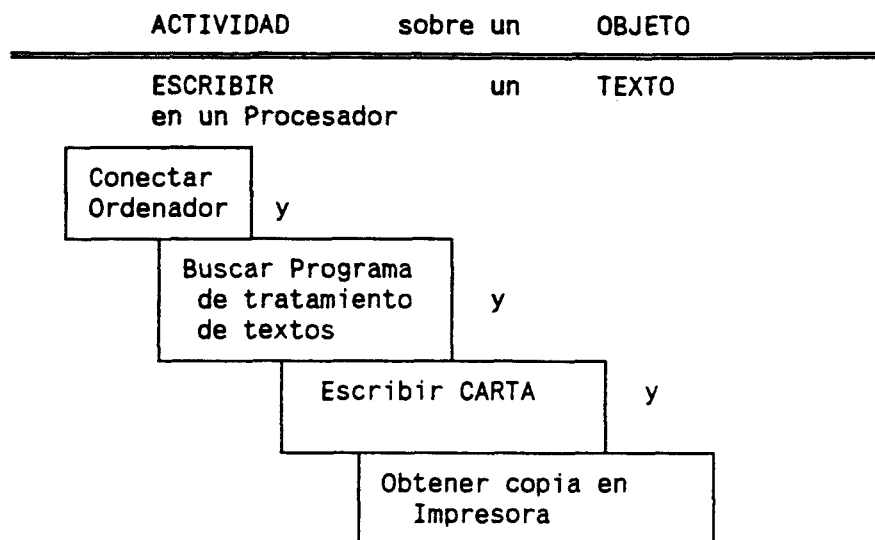 ACTIVIDAD sobre un OBJETO
ESCRIBIR un TEXTO
en un Procesador
Conectar
Ordenador y
Buscar Programa
de tratamiento y
de textos
Escribir CARTA y
Obtener copia en
Impresora